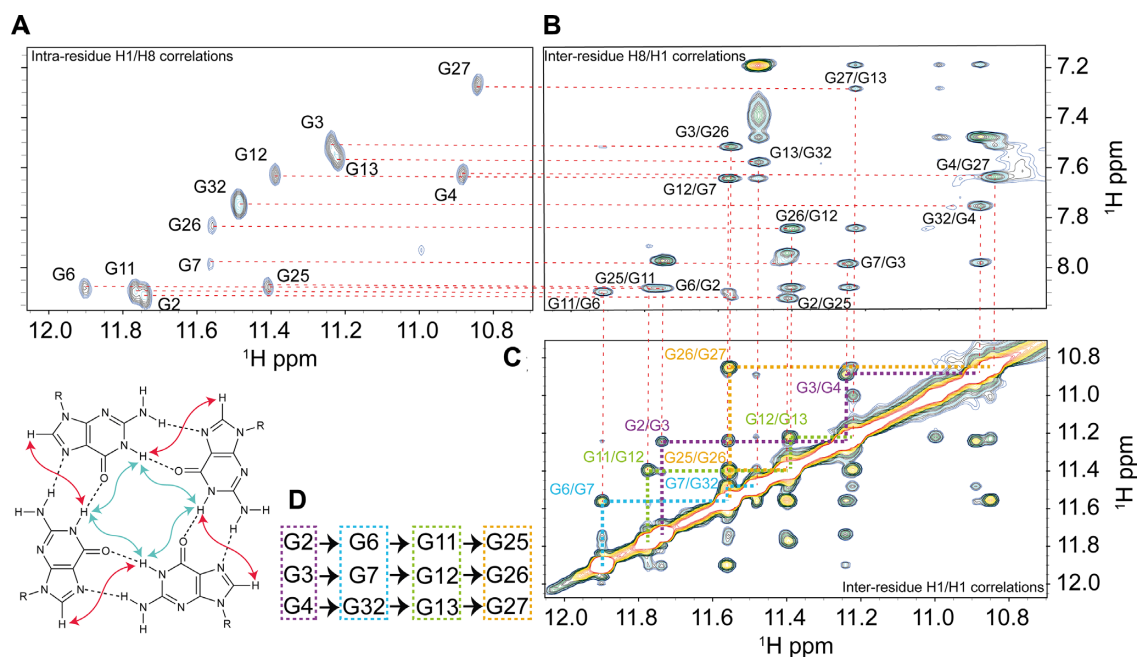 A
Intra-residue H1/H8 correlations
G27
G3
G12
G13
G32
G4
G26
G7
G6
G11
G25
G2
12.0 11.8 11.6 11.4 11.2 11.0 10.8
¹H ppm
B
Inter-residue H8/H1 correlations
G27/G13
G3/G26
G13/G32
G4/G27
G12/G7
G26/G12
G32/G4
G7/G3
G25/G11
G6/G2
G11/G6
G2/G25
7.2
7.4
7.6
7.8
8.0
¹H ppm
C
G26/G27
G3/G4
G2/G3
G12/G13
G11/G12
G25/G26
G6/G7
G7/G32
Inter-residue H1/H1 correlations
10.8
11.0
11.2
11.4
11.6
11.8
12.0
¹H ppm
12.0 11.8 11.6 11.4 11.2 11.0 10.8
¹H ppm
R
H
N
N
N
N
N
H
H
H
O
H
N
N
R
N
N
O
N
H
N
H
H
H
N
H
N
N
O
H
N
R
N
N
H
O
H
N
N
N
H
N
N
H
H
R
D
G2 → G6 → G11 → G25
G3 → G7 → G12 → G26
G4 → G32 → G13 → G27